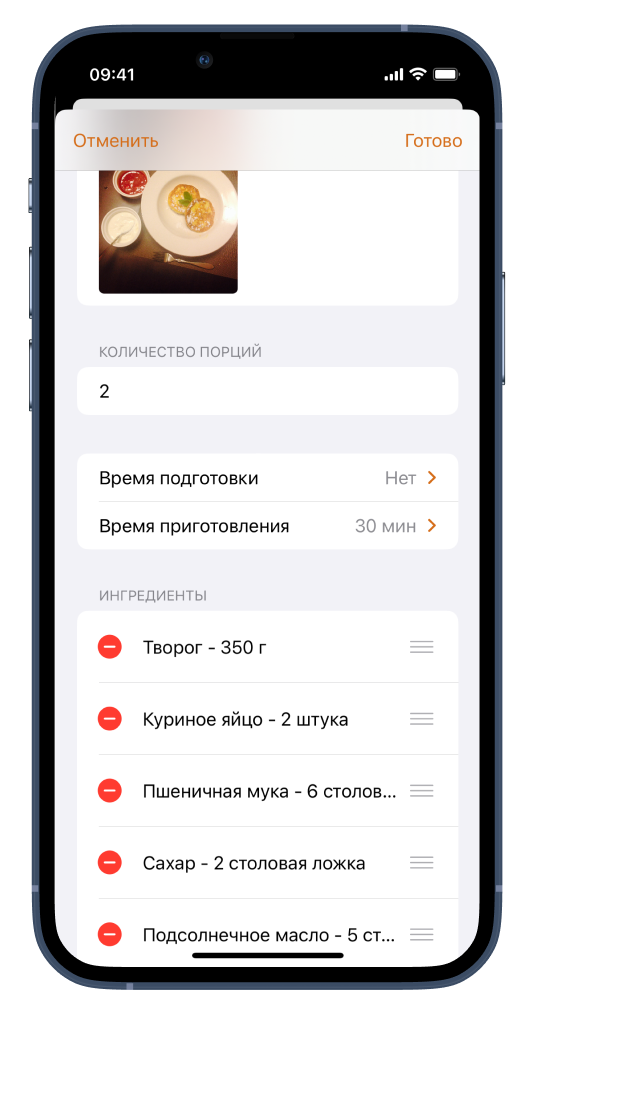 09:41
Отменить
Готово
КОЛИЧЕСТВО ПОРЦИЙ
2
Время подготовки
Нет
Время приготовления
30 мин
ИНГРЕДИЕНТЫ
Творог - 350 г
Куриное яйцо - 2 штука
Пшеничная мука - 6 столов...
Сахар - 2 столовая ложка
Подсолнечное масло - 5 ст...